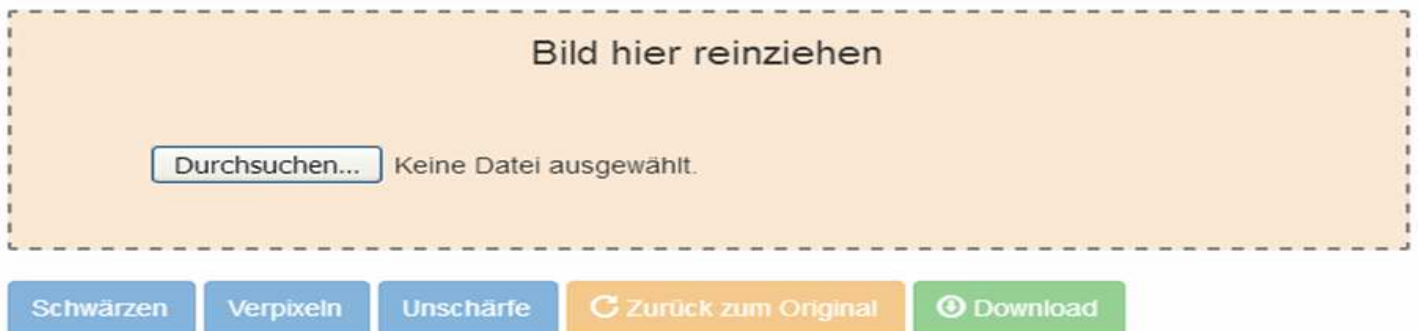 Bild hier reinziehen
Durchsuchen... Keine Datei ausgewählt.
Schwärzen Verpixeln Unschärfe Zurück zum Original Download